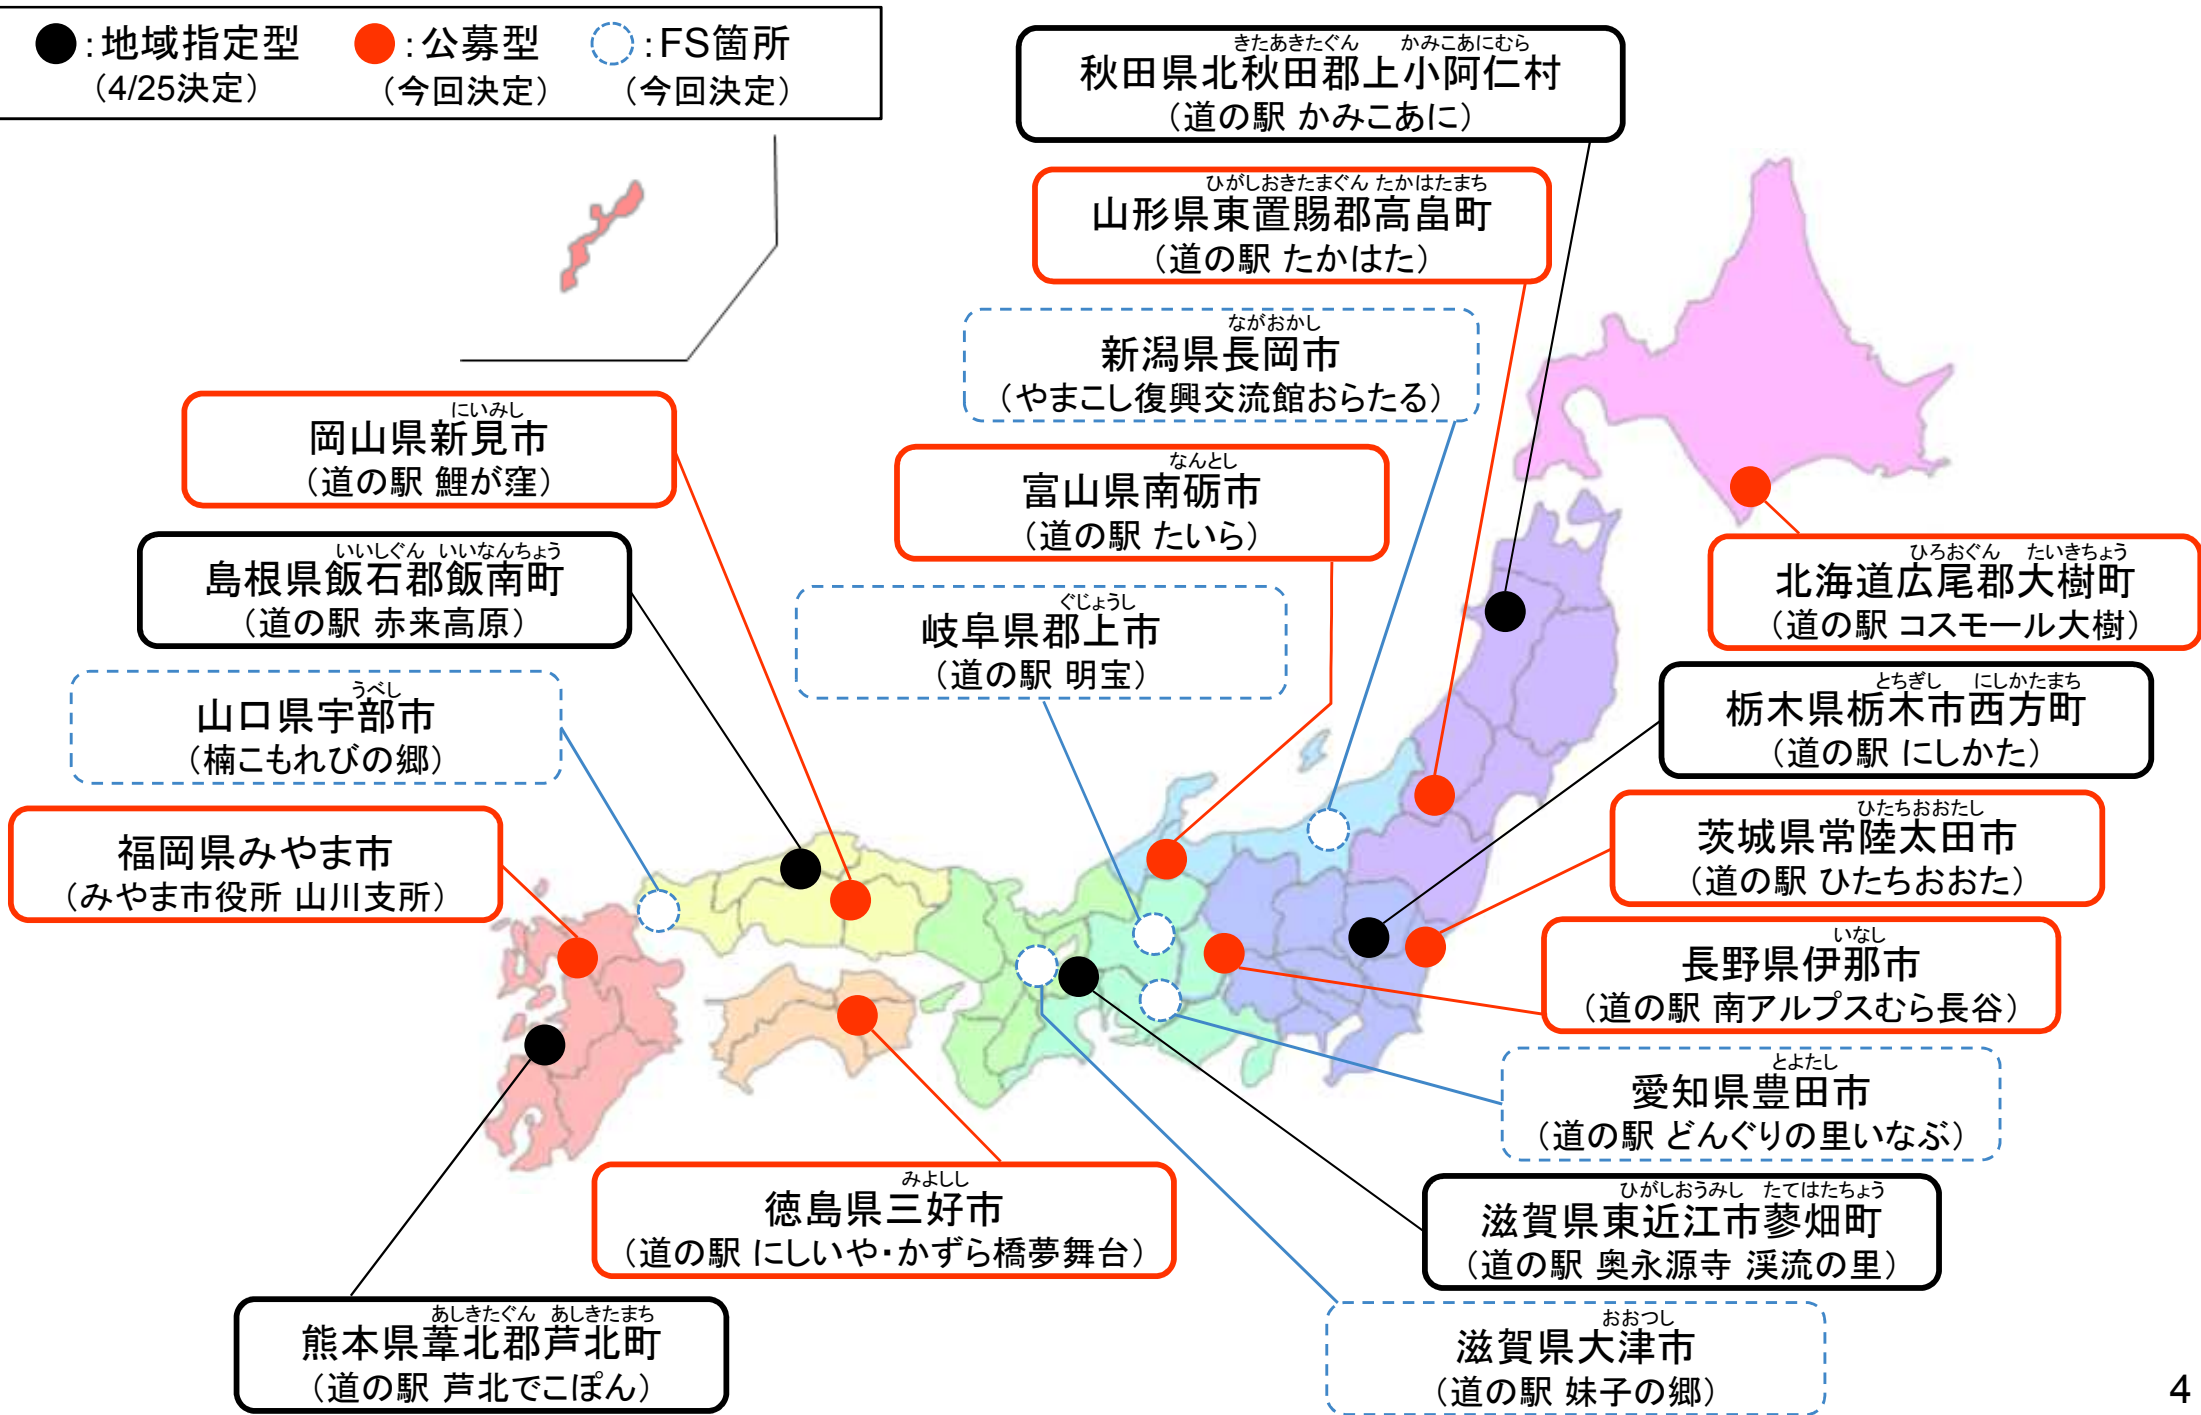 ●:地域指定型
（4/25決定）
●:公募型
（今回決定）
:FS箇所
（今回決定）
きたあきたぐん かみこあにむら
秋田県北秋田郡上小阿仁村
（道の駅 かみこあに）
ひがしおきたまぐん たかはたまち
山形県東置賜郡高畠町
（道の駅 たかはた）
ながおかし
新潟県長岡市
（やまこし復興交流館おらたる）
にいみし
岡山県新見市
（道の駅 鯉が窪）
なんとし
富山県南砺市
（道の駅 たいら）
いいしぐん いいなんちょう
島根県飯石郡飯南町
（道の駅 赤来高原）
ひろおぐん たいきちょう
北海道広尾郡大樹町
（道の駅 コスモール大樹）
ぐじょうし
岐阜県郡上市
（道の駅 明宝）
うべし
山口県宇部市
（楠こもれびの郷）
とちぎし にしかたまち
栃木県栃木市西方町
（道の駅 にしかた）
福岡県みやま市
（みやま市役所 山川支所）
ひたちおおたし
茨城県常陸太田市
（道の駅 ひたちおおた）
いなし
長野県伊那市
（道の駅 南アルプスむら長谷）
とよたし
愛知県豊田市
（道の駅 どんぐりの里いなぶ）
みよしし
徳島県三好市
（道の駅 にしいや・かずら橋夢舞台）
ひがしおうみし たてはたちょう
滋賀県東近江市蓼畑町
（道の駅 奥永源寺 渓流の里）
あしきたぐん あしきたまち
熊本県葦北郡芦北町
（道の駅 芦北でこぽん）
おおつし
滋賀県大津市
（道の駅 妹子の郷）
4